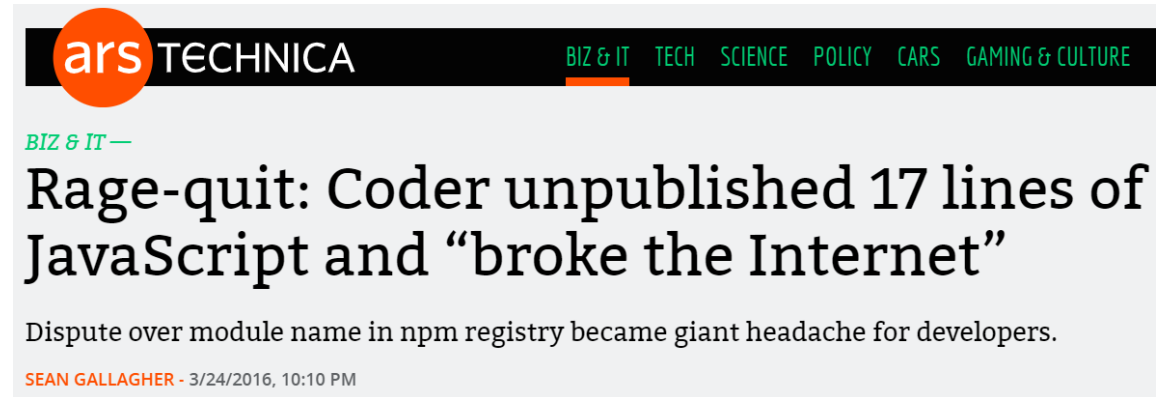 ars TECHNICA BIZ & IT TECH SCIENCE POLICY CARS GAMING & CULTURE
BIZ & IT —
Rage-quit: Coder unpublished 17 lines of
JavaScript and “broke the Internet”
Dispute over module name in npm registry became giant headache for developers.
SEAN GALLAGHER - 3/24/2016, 10:10 PM